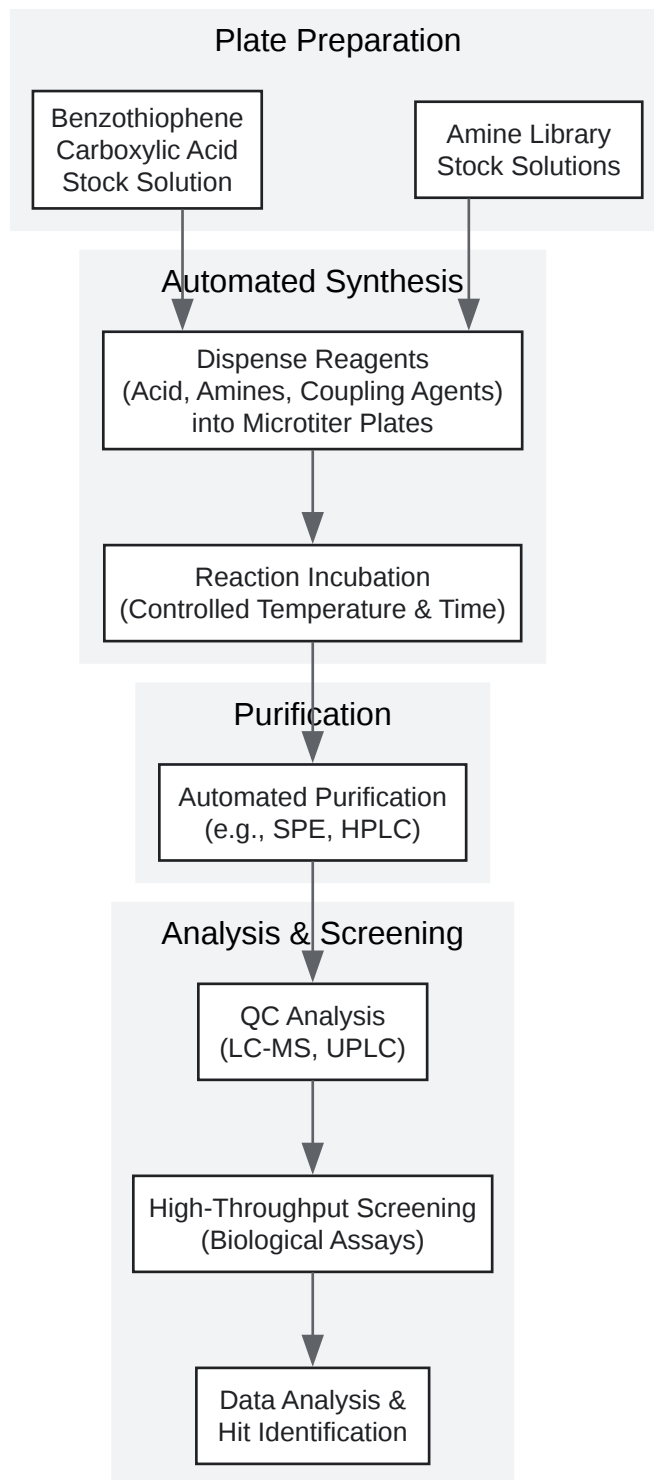 Plate Preparation
Benzothiophene
Carboxylic Acid
Stock Solution
Amine Library
Stock Solutions
Automated Synthesis
Dispense Reagents
(Acid, Amines, Coupling Agents)
into Microtiter Plates
Reaction Incubation
(Controlled Temperature & Time)
Purification
Automated Purification
(e.g., SPE, HPLC)
Analysis & Screening
QC Analysis
(LC-MS, UPLC)
High-Throughput Screening
(Biological Assays)
Data Analysis &
Hit Identification